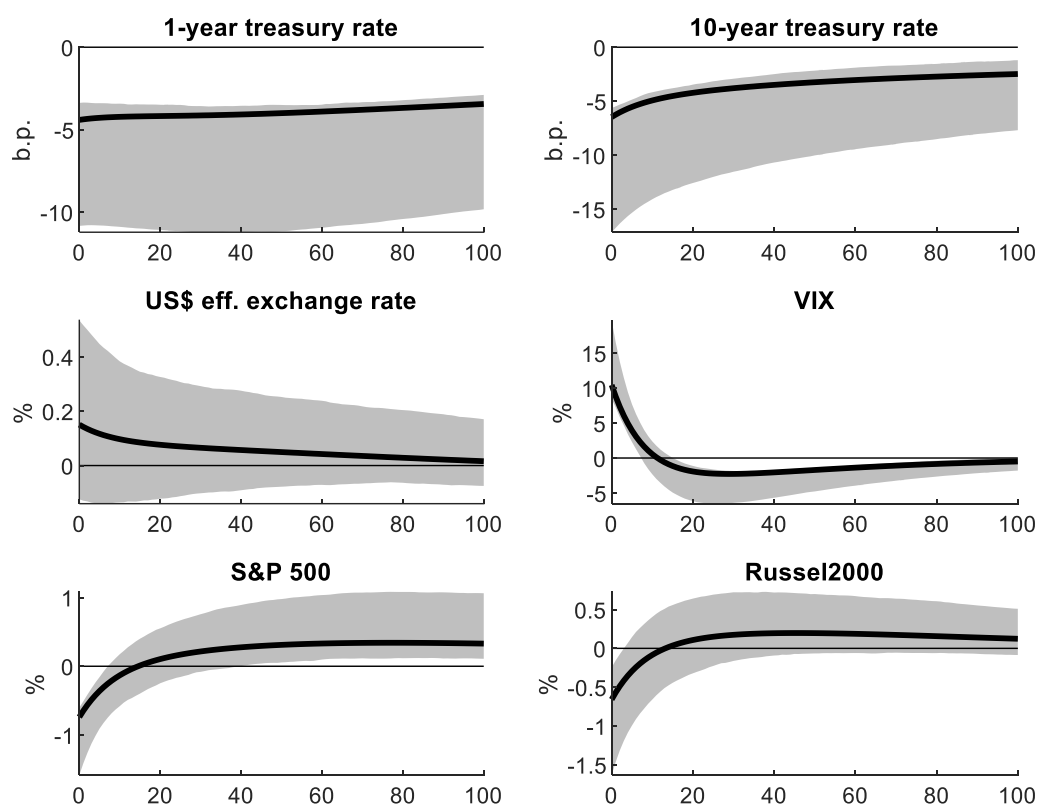 1-year treasury rate
0
-5
-10
b.p.
0 20 40 60 80 100
10-year treasury rate
0
-5
-10
-15
b.p.
0 20 40 60 80 100
US$ eff. exchange rate
0.4
0.2
0
%
0 20 40 60 80 100
VIX
15
10
5
0
-5
%
0 20 40 60 80 100
S&P 500
1
0
-1
%
0 20 40 60 80 100
Russel2000
0.5
0
-0.5
-1
-1.5
%
0 20 40 60 80 100